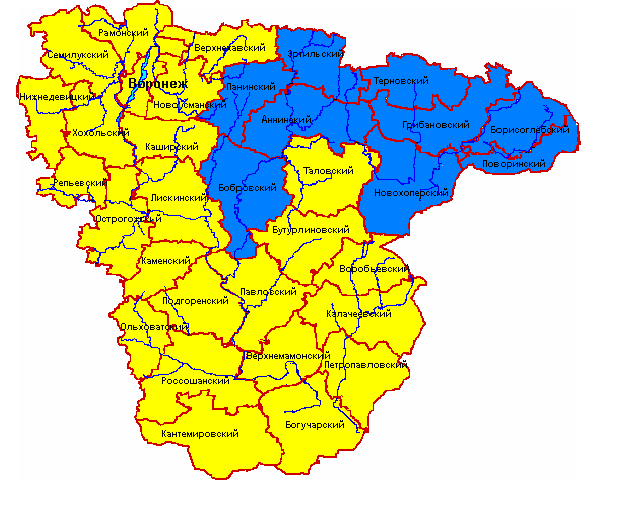 Рамонский
Семилукский
Верхнехавский
Эртильский
Воронеж
Панинский
Терновский
Нижнедевицкий
Новоусманский
Аннинский
Грибановский
Борисоглебский
Хохольский
Каширский
Поворинский
Таловский
Репьевский
Лискинский
Бобровский
Новохоперский
Острогожский
Бутурлиновский
Каменский
Воробьевский
Павловский
Подгоренский
Калачеевский
Ольховатский
Верхнемамонский
Петропавловский
Россошанский
Богучарский
Кантемировский